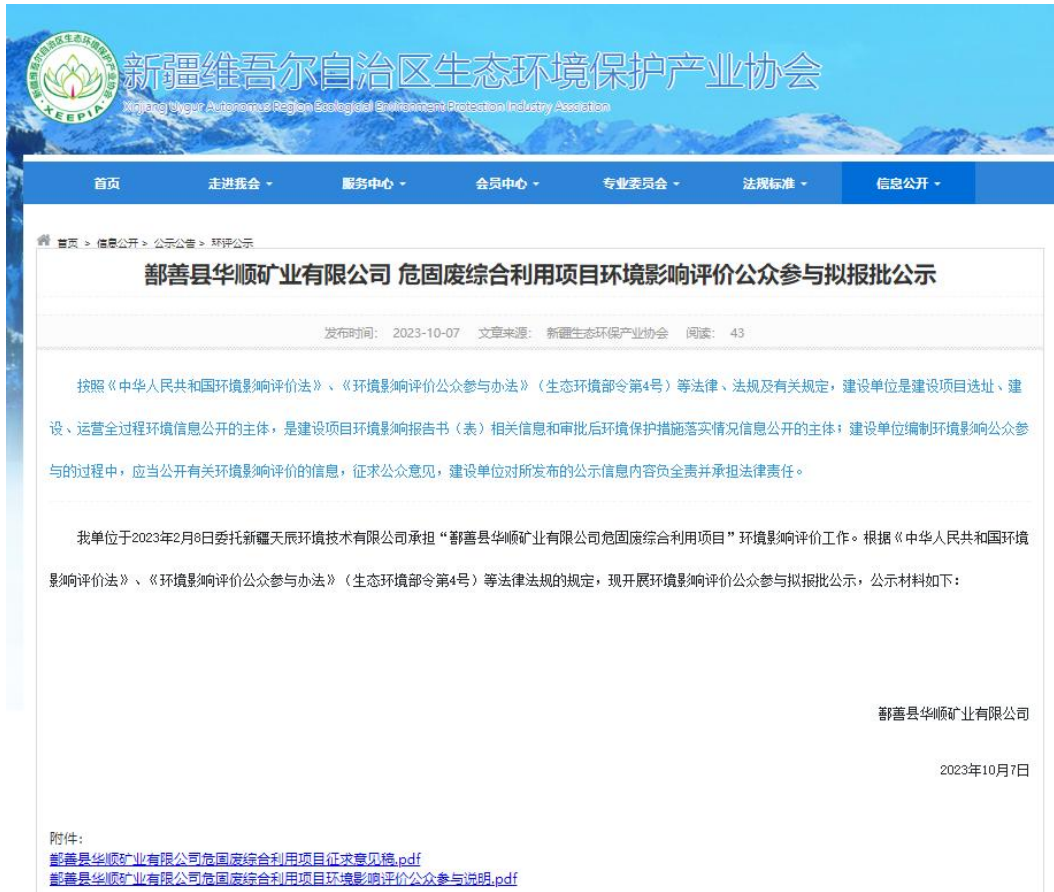 新疆维吾尔自治区生态环境保护产业协会
XEEPIA
首页 走进我会 服务中心 会员中心 专业委员会 法规标准 信息公开
首页 > 信息公开 > 公示公告 > 环评公示
鄯善县华顺矿业有限公司 危固废综合利用项目环境影响评价公众参与拟报批公示
发布时间: 2023-10-07 文章来源: 新疆生态环保产业协会 阅读: 43
按照《中华人民共和国环境影响评价法》、《环境影响评价公众参与办法》（生态环境部令第4号）等法律、法规及有关规定，建设单位是建设项目选址、建
设、运营全过程环境信息公开的主体，是建设项目环境影响报告书（表）相关信息和审批后环境保护措施落实情况信息公开的主体；建设单位编制环境影响公众参
与的过程中，应当公开有关环境影响评价的信息，征求公众意见，建设单位对所发布的公示信息内容负全责并承担法律责任。
我单位于2023年2月8日委托新疆天辰环境技术有限公司承担“鄯善县华顺矿业有限公司危固废综合利用项目”环境影响评价工作。根据《中华人民共和国环境
影响评价法》、《环境影响评价公众参与办法》（生态环境部令第4号）等法律法规的规定，现开展环境影响评价公众参与拟报批公示，公示材料如下：
鄯善县华顺矿业有限公司
2023年10月7日
附件:
鄯善县华顺矿业有限公司危固废综合利用项目征求意见稿.pdf
鄯善县华顺矿业有限公司危固废综合利用项目环境影响评价公众参与说明.pdf